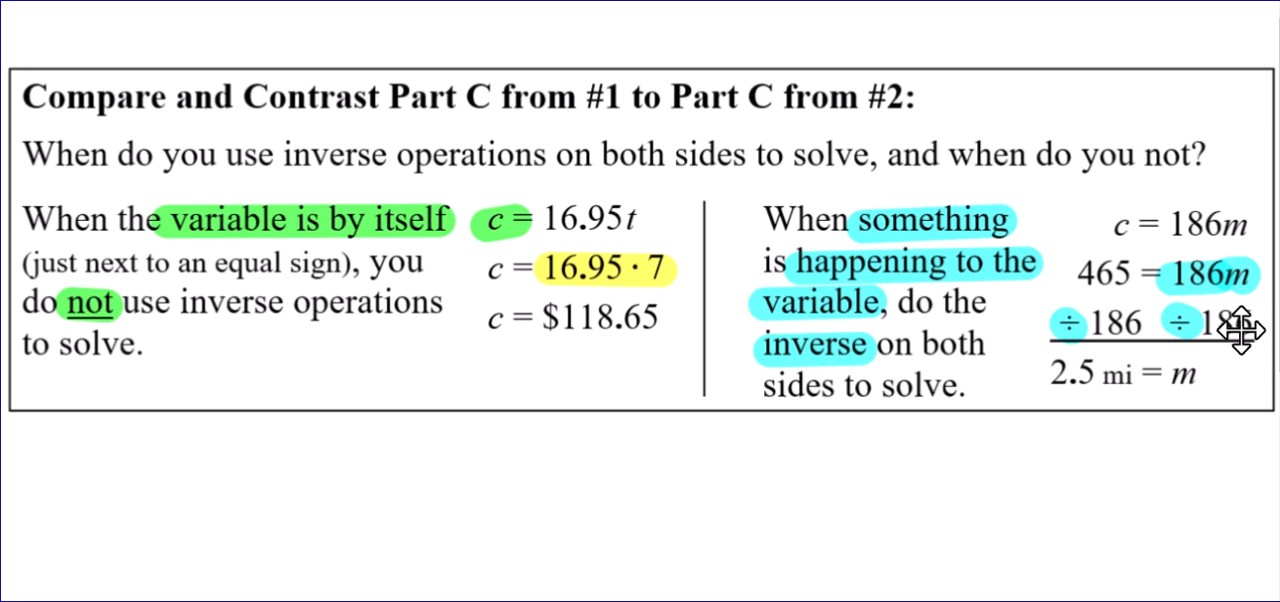 Compare and Contrast Part C from #1 to Part C from #2:
When do you use inverse operations on both sides to solve, and when do you not?
When the variable is by itself
(just next to an equal sign), you
do not use inverse operations
to solve.
c = 16.95t
c = 16.95 · 7
c = $118.65
When something
is happening to the
variable, do the
inverse on both
sides to solve.
c = 186m
465 = 186m
÷ 186 ÷
2.5 mi = m